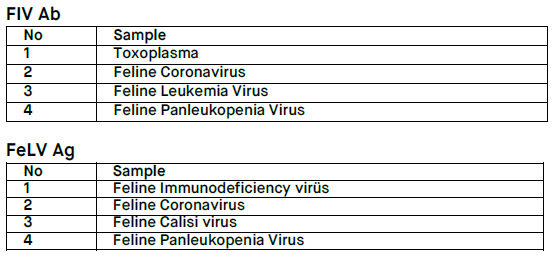 FIV Ab
No Sample
1 Toxoplasma
2 Feline Coronavirus
3 Feline Leukemia Virus
4 Feline Panleukopenia Virus
FeLV Ag
No Sample
1 Feline Immunodeficiency virüs
2 Feline Coronavirus
3 Feline Calisi virus
4 Feline Panleukopenia Virus